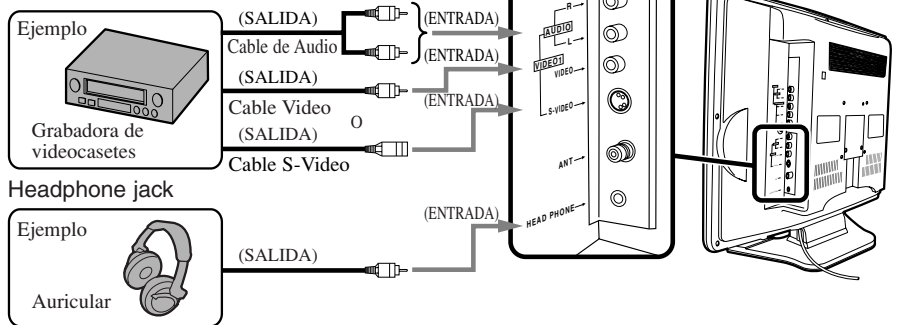 Ejemplo
Grabadora de
videocasetes
(SALIDA)
Cable de Audio
(ENTRADA)
(SALIDA)
Cable Video
(ENTRADA)
O
(SALIDA)
Cable S-Video
(ENTRADA)
R
AUDIO
L
VIDEO1
VIDEO
S-VIDEO
ANT
HEAD PHONE
Headphone jack
Ejemplo
Auricular
(SALIDA)
(ENTRADA)